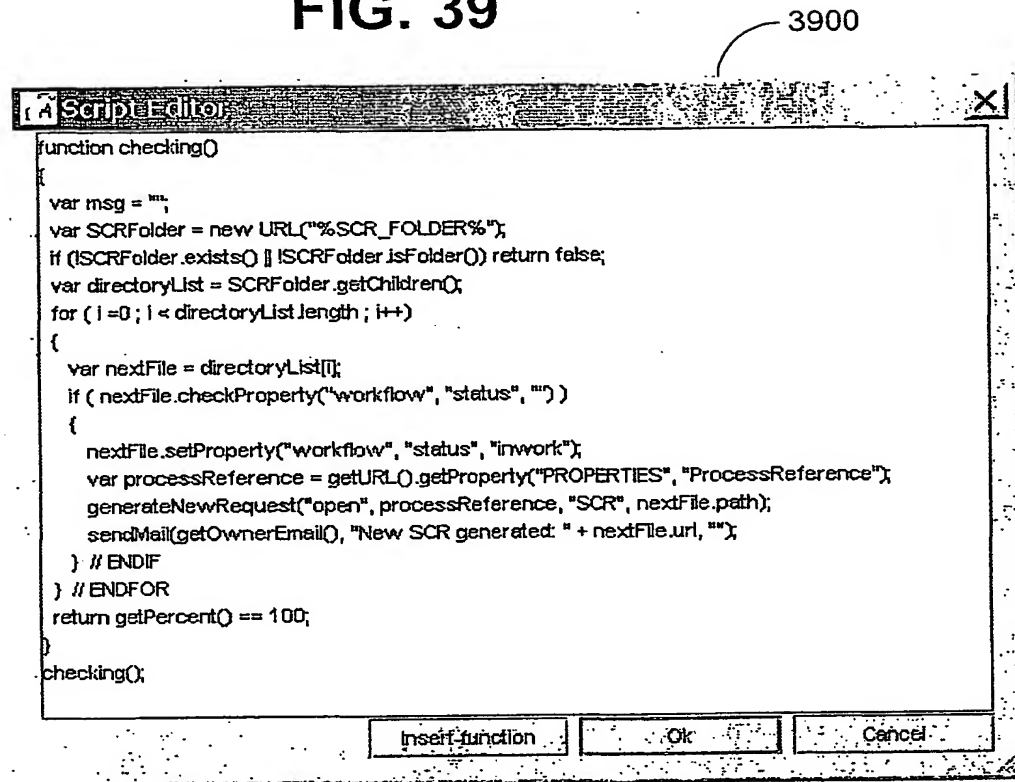 FIG. 39
3900
Script Editor
function checking()
{
var msg = "";
var SCRFolder = new URL("%SCR_FOLDER%");
if (!SCRFolder.exists() || !SCRFolder.isFolder()) return false;
var directoryList = SCRFolder.getChildren();
for ( i =0 ; i < directoryList.length ; i++)
{
var nextFile = directoryList[i];
if ( nextFile.checkProperty("workflow", "status", "") )
{
nextFile.setProperty("workflow", "status", "inwork");
var processReference = getURL().getProperty("PROPERTIES", "ProcessReference");
generateNewRequest("open", processReference, "SCR", nextFile.path);
sendMail(getOwnerEmail(), "New SCR generated: " + nextFile.url, "");
} // ENDIF
} // ENDFOR
return getPercent() == 100;
}
checking();
Insert function
Ok
Cancel